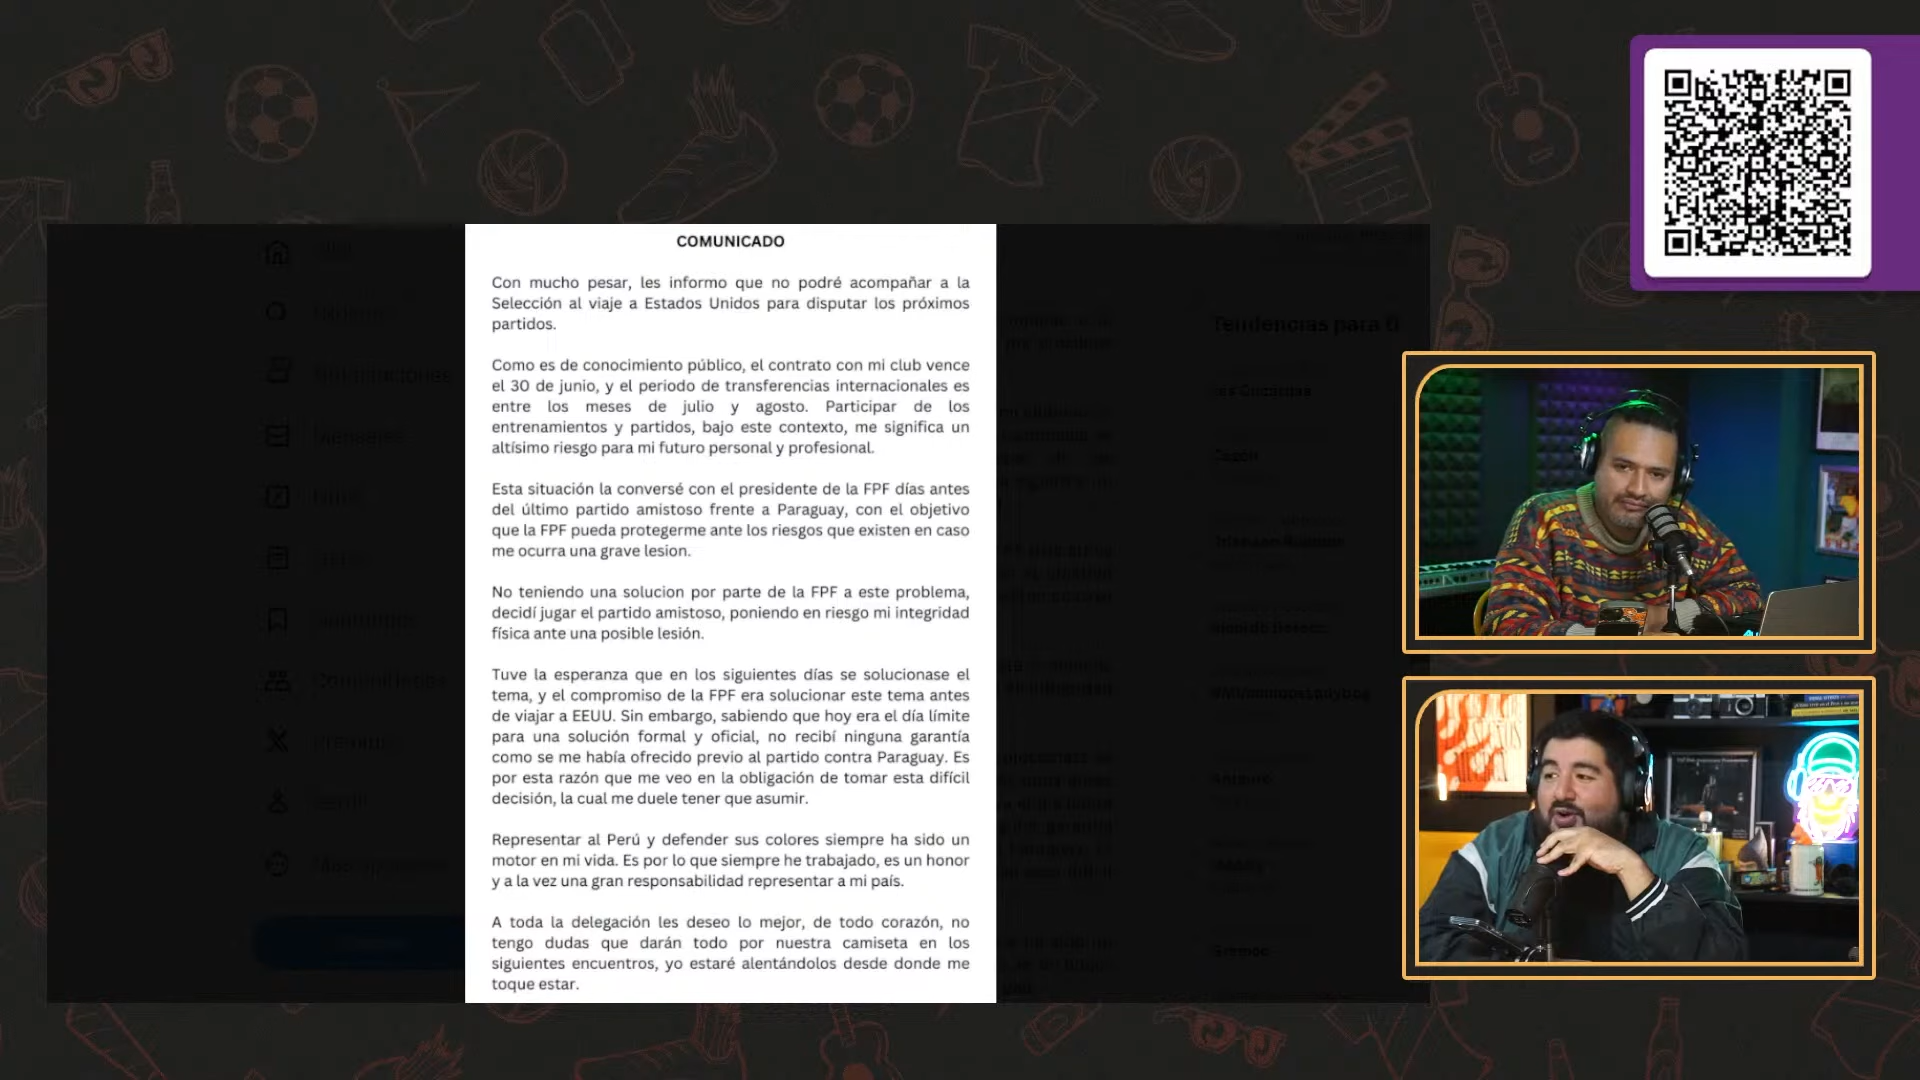 COMUNICADO
Con mucho pesar, les informo que no podré acompañar a la
Selección al viaje a Estados Unidos para disputar los próximos
partidos.
Como es de conocimiento público, el contrato con mi club vence
el 30 de junio, y el periodo de transferencias internacionales es
entre los meses de julio y agosto. Participar de los
entrenamientos y partidos, bajo este contexto, me significa un
altísimo riesgo para mi futuro personal y profesional.
Esta situación la conversé con el presidente de la FPF días antes
del último partido amistoso frente a Paraguay, con el objetivo
que la FPF pueda protegerme ante los riesgos que existen en caso
me ocurra una grave lesion.
No teniendo una solucion por parte de la FPF a este problema,
decidí jugar el partido amistoso, poniendo en riesgo mi integridad
física ante una posible lesión.
Tuve la esperanza que en los siguientes días se solucionase el
tema, y el compromiso de la FPF era solucionar este tema antes
de viajar a EEUU. Sin embargo, sabiendo que hoy era el día límite
para una solución formal y oficial, no recibí ninguna garantía
como se me había ofrecido previo al partido contra Paraguay. Es
por esta razón que me veo en la obligación de tomar esta difícil
decisión, la cual me duele tener que asumir.
Representar al Perú y defender sus colores siempre ha sido un
motor en mi vida. Es por lo que siempre he trabajado, es un honor
y a la vez una gran responsabilidad representar a mi país.
A toda la delegación les deseo lo mejor, de todo corazón, no
tengo dudas que darán todo por nuestra camiseta en los
siguientes encuentros, yo estaré alentándolos desde donde me
toque estar.
Tendencias para ti